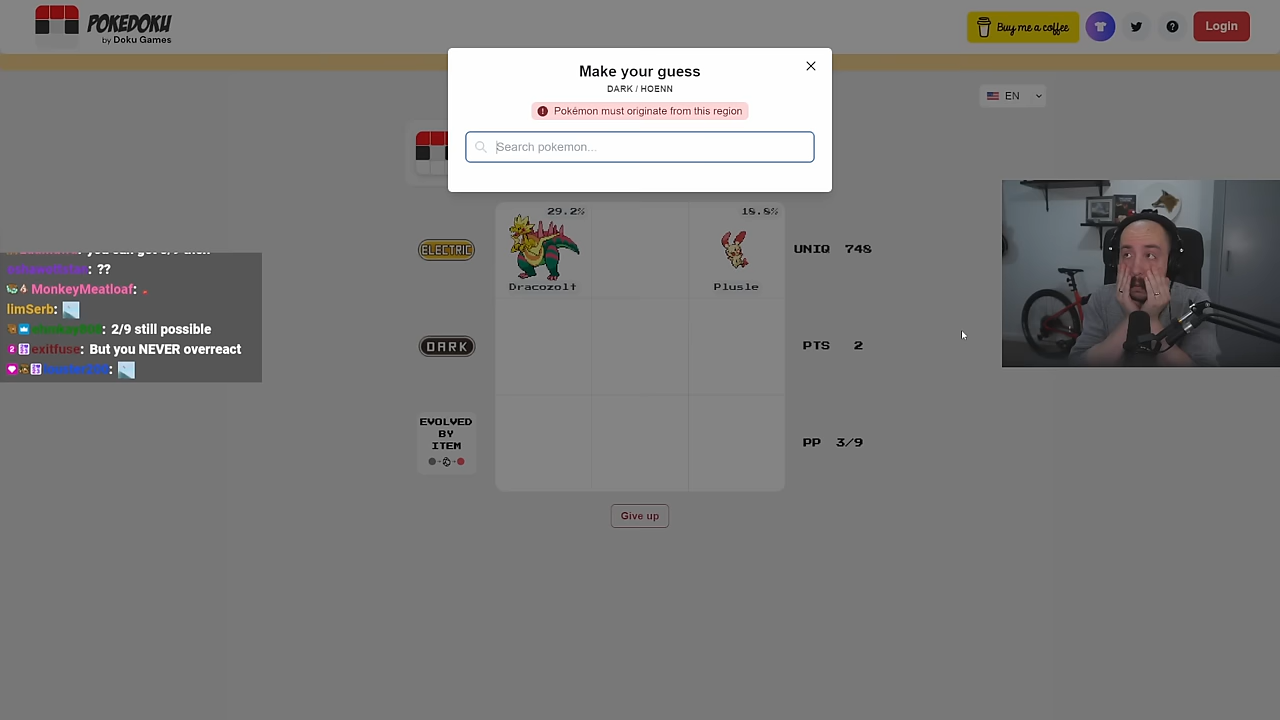 POKEDOKU
by Doku Games
Buy me a coffee
Login
EN
Make your guess
DARK / HOENN
Pokémon must originate from this region
Search pokemon...
29.2%
18.8%
ELECTRIC
Dracozolt
Plusle
UNIQ 748
DARK
PTS 2
EVOLVED
BY
ITEM
PP 3/9
Give up
: ??
MonkeyMeatloaf:
limSerb:
: 2/9 still possible
exitfuse: But you NEVER overreact